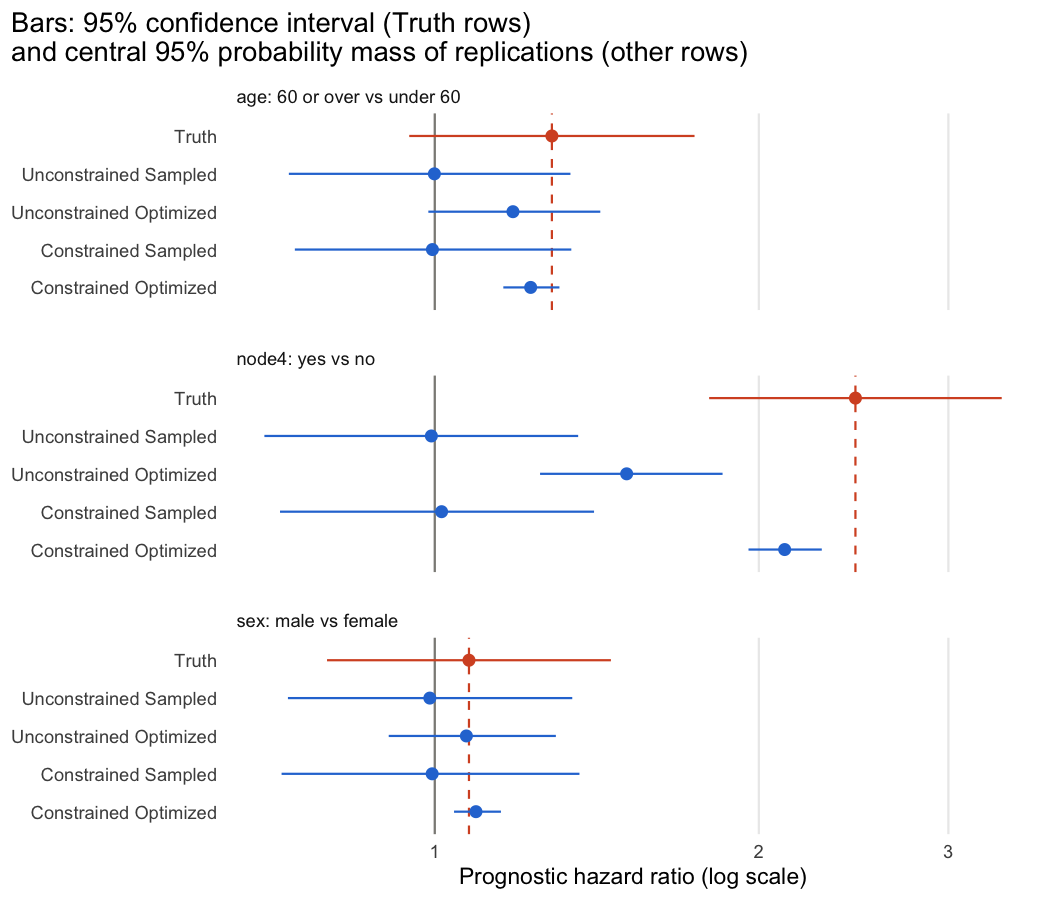 Bars: 95% confidence interval (Truth rows)
and central 95% probability mass of replications (other rows)
age: 60 or over vs under 60
Truth
Unconstrained Sampled
Unconstrained Optimized
Constrained Sampled
Constrained Optimized
node4: yes vs no
Truth
Unconstrained Sampled
Unconstrained Optimized
Constrained Sampled
Constrained Optimized
sex: male vs female
Truth
Unconstrained Sampled
Unconstrained Optimized
Constrained Sampled
Constrained Optimized
1 2 3
Prognostic hazard ratio (log scale)